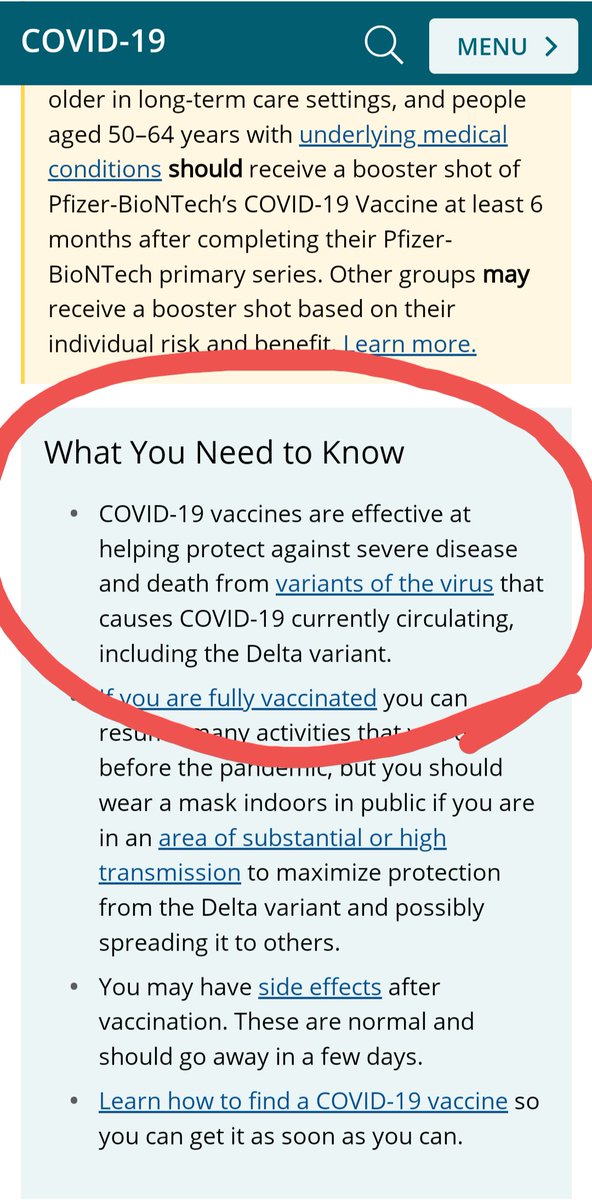 COVID-19
MENU
older in long-term care settings, and people
aged 50–64 years with underlying medical
conditions should receive a booster shot of
Pfizer-BioNTech’s COVID-19 Vaccine at least 6
months after completing their Pfizer-
BioNTech primary series. Other groups may
receive a booster shot based on their
individual risk and benefit. Learn more.
What You Need to Know
• COVID-19 vaccines are effective at
helping protect against severe disease
and death from variants of the virus that
causes COVID-19 currently circulating,
including the Delta variant.
If you are fully vaccinated you can
many activities that
before the pandemic, but you should
wear a mask indoors in public if you are
in an area of substantial or high
transmission to maximize protection
from the Delta variant and possibly
spreading it to others.
• You may have side effects after
vaccination. These are normal and
should go away in a few days.
• Learn how to find a COVID-19 vaccine so
you can get it as soon as you can.